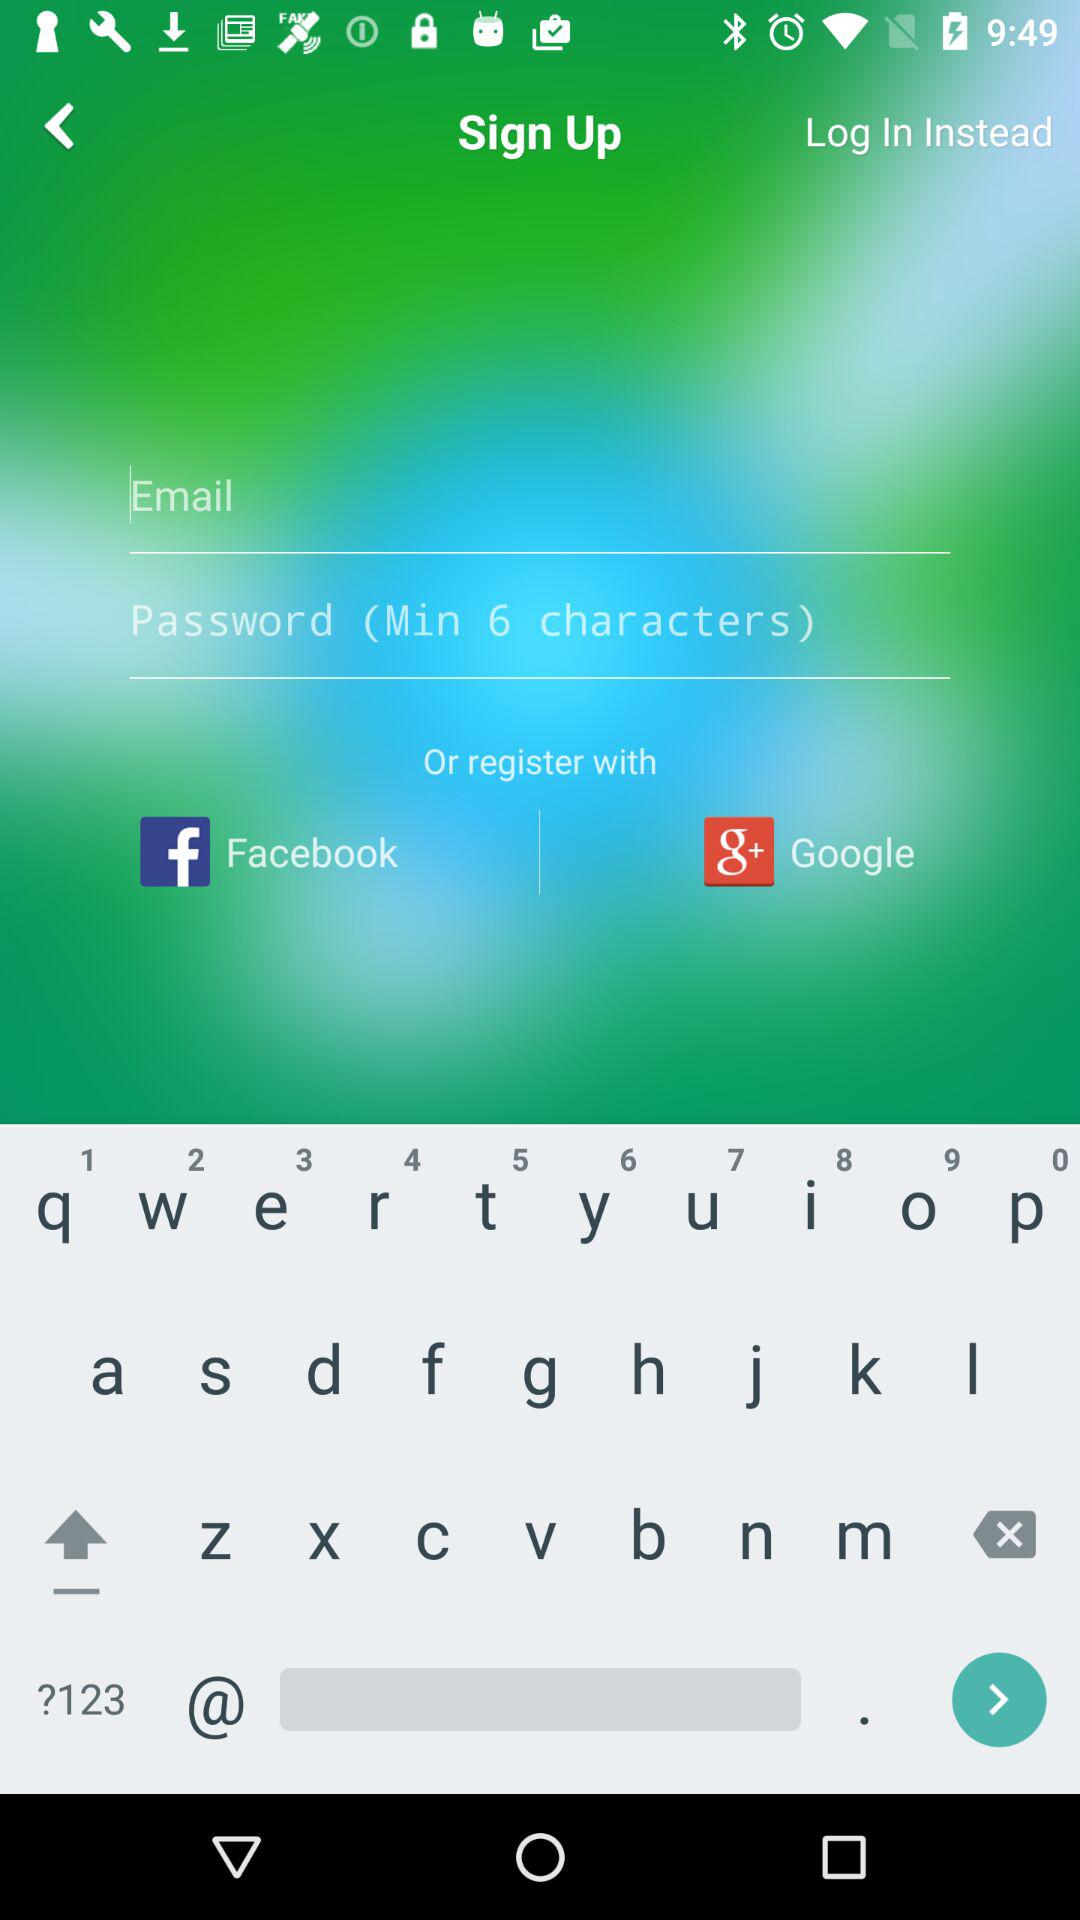 FAKE 9:49
Sign Up Log In Instead
Email
Password (Min 6 characters)
Or register with
f Facebook g+ Google
1 2 3 4 5 6 7 8 9 0
q w e r t y u i o p
a s d f g h j k l
z x c v b n m
?123 @ .